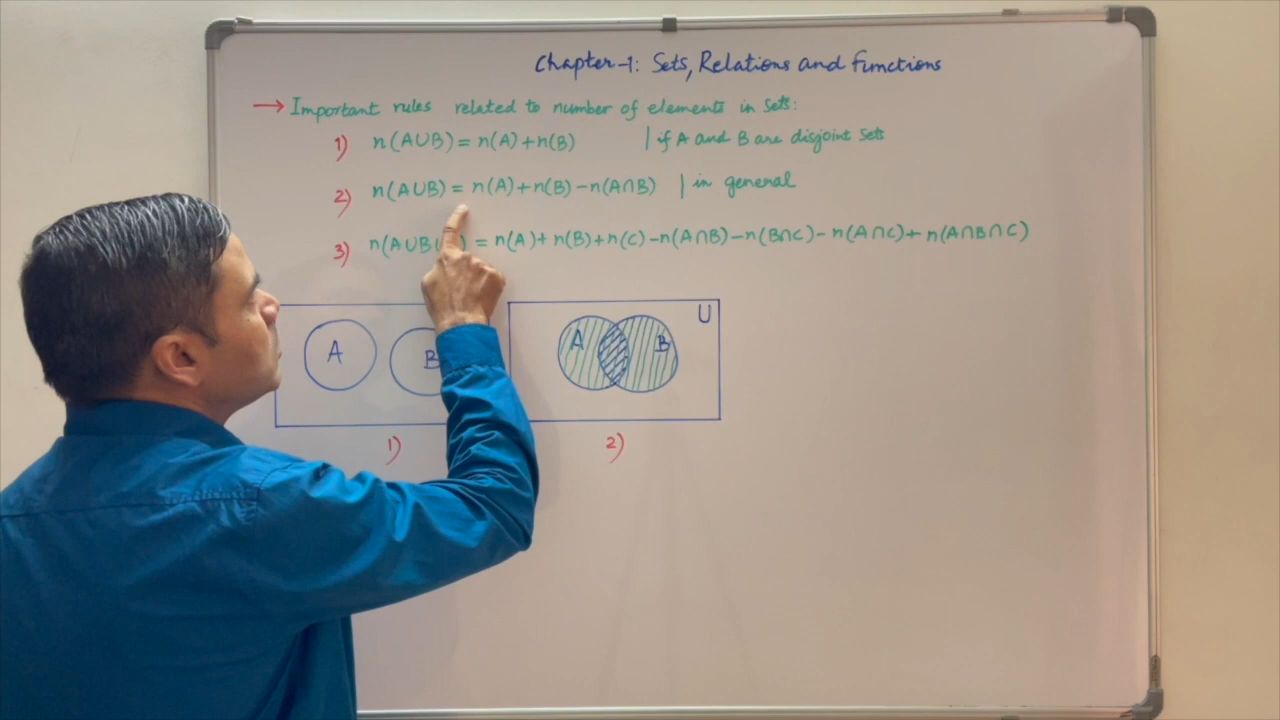 Chapter-1: Sets, Relations and Functions
→ Important rules related to number of elements in sets:
1) n(A∪B) = n(A)+n(B) | if A and B are disjoint sets
2) n(A∪B) = n(A)+n(B)-n(A∩B) | in general
3) n(A∪B = n(A)+n(B)+n(C)-n(A∩B)-n(B∩C)-n(A∩C)+n(A∩B∩C)
U
A B A B
1) 2)